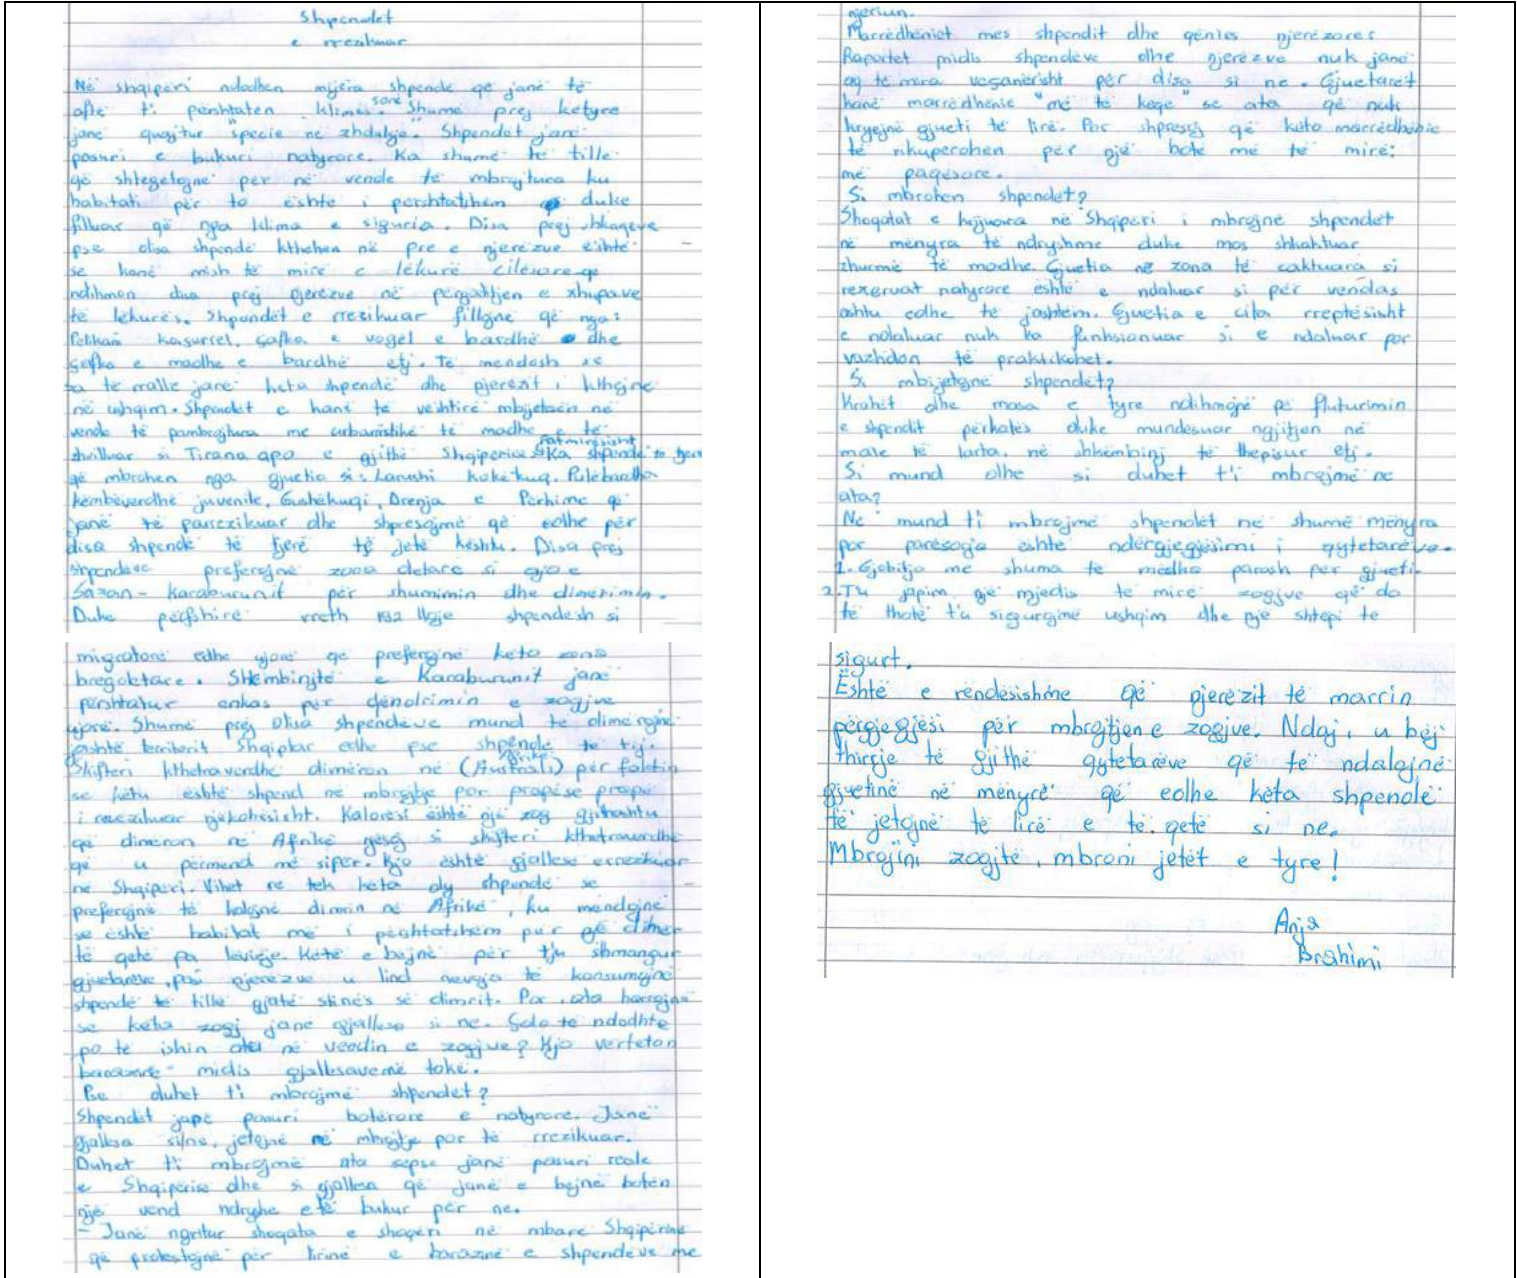 Shpendet
e rrezikuar
Në shqipëri ndodhen mijëra shpende që janë të
aftë t'i përshtaten klimës sonë. Shumë prej këtyre
janë quajtur "specie në zhdukje". Shpendët janë
pasuri e bukuri natyrore. Ka shumë të tillë
që shtegëtojnë për në vende të mbrojtura ku
habitati për to është i përshtatshëm duke
filluar që nga klima e siguria. Disa prej shkaqeve
pse disa shpendë kthehen në pre e njerëzve është
se kanë mish të mirë e lëkurë cilësore që
ndihmon disa prej njerëzve në përgatitjen e xhupave
të lëkurës. Shpendët e rrezikuar fillojnë që nga:
Pelikani kaçurrel, çafka e vogël e bardhë dhe
çafka e madhe e bardhë etj. Të mendosh se
sa të rralle janë këta shpendë dhe njerëzit i kthejnë
në ushqim. Shpendët e kanë të vështirë mbijetesën në
vende të pambrojtura me urbanistikë të madhe e të
zhvilluar si Tirana apo e gjithë Shqipëria. Fatmirësisht Ka shpendë të tjerë
që mbrohen nga gjuetia si: Larushi kokëkuq, Pulëbardha
këmbëverdhë juvenile, Gushëkuqi, Drenja e Përhime që
janë të parrezikuar dhe shpresojmë që edhe për
disa shpendë të tjerë të jetë kështu. Disa prej
shpendëve preferojnë zona detare si ajo e
Sazan-Karaburunit për shumimin dhe dimërimin.
Duke përfshirë rreth 192 lloje shpendësh si
migratorë edhe ujorë që preferojnë këto zona
bregdetare. Shkëmbinjtë e Karaburunit janë
përshtatur enkas për qëndrimin e zogjve
ujorë. Shumë prej disa shpendëve mund të dimërojnë
jashtë territorit Shqiptar edhe pse shpendë të tij.
Skifteri kthetraverdhë dimëron në (Australi) Afrikë për faktin
se këtu është shpend në mbrojtje por propëse propë
i rrezikuar njëkohësisht. Kalorësi është një zog gjithashtu
që dimëron në Afrikë njësoj si skifteri kthetraverdhë
që u përmend më sipër. Kjo është gjallesë e rrezikuar
në Shqipëri. Vihet re tek këta dy shpendë se
preferojnë të kalojnë dimrin në Afrikë, ku mendojnë
se është habitat më i përshtatshëm për një dimër
të qetë pa lëvizje. Këtë e bëjnë për t'ju shmangur
gjuetarëve, pasi njerëzve u lind nevoja të konsumojnë
shpendë të tillë gjatë stinës së dimrit. Por, ata harrojnë
se këta zogj janë gjallesa si ne. Çdo të ndodhte
po të ishin ata në vendin e zogjve? Kjo vërteton
barazinë midis gjallesave në tokë.
Pse duhet t'i mbrojmë shpendët?
Shpendët janë pasuri botërore e natyrore. Janë
gjallesa si ne, jetojnë në mbrojtje por të rrezikuar.
Duhet t'i mbrojmë ata sepse janë pasuri reale
e Shqipërisë dhe si gjallesa që janë e bëjnë botën
një vend ndryshe e të bukur për ne.
- Janë ngritur shoqata e shoqëri në mbarë Shqipërinë
që protestojnë për lirinë e barazinë e shpendëve me
njeriun.
Marrëdhëniet mes shpendit dhe qënies njerëzore:
Raportet midis shpendëve dhe njerëzve nuk janë
aq të mira veçanërisht për disa si ne. Gjuetarët
kanë marrëdhënie "më të keqe" se ata që nuk
kryejnë gjueti të lirë. Por shpresoj që këto marrëdhënie
të rikuperohen për një botë më të mirë;
më paqësore.
Si mbrohen shpendët?
Shoqatat e krijuara në Shqipëri i mbrojnë shpendët
në mënyra të ndryshme duke mos shkaktuar
zhurmë të madhe. Gjuetia në zona të caktuara si
rezervat natyrore është e ndaluar si për vendas
ashtu edhe të jashtëm. Gjuetia e cila rreptësisht
e ndaluar nuk ka funksionuar si e ndaluar por
vazhdon të praktikohet.
Si mbijetojnë shpendët?
Krahët dhe masa e tyre ndihmojnë për fluturimin
e shpendit përkatës duke mundësuar ngjitjen në
male të larta, në shkëmbinj të thepisur etj.
Si mund dhe si duhet t'i mbrojmë ne
ata?
Ne mund t'i mbrojmë shpendët në shumë mënyra
por parësorja është ndërgjegjësimi i qytetarëve.
1. Gjobitja me shuma të mëdha parash për gjueti.
2. T'u japim një mjedis të mirë zogjve që do
të thotë t'u sigurojmë ushqim dhe një shtëpi të
sigurt.
Është e rëndësishme që njerëzit të marrin
përgjegjësi për mbrojtjen e zogjve. Ndaj, u bëj
thirrje të gjithë qytetarëve që të ndalojnë
gjuetinë në mënyrë që edhe këta shpendë
të jetojnë të lirë e të qetë si ne.
Mbrojini zogjtë, mbroni jetët e tyre!
Anja
Brahimi